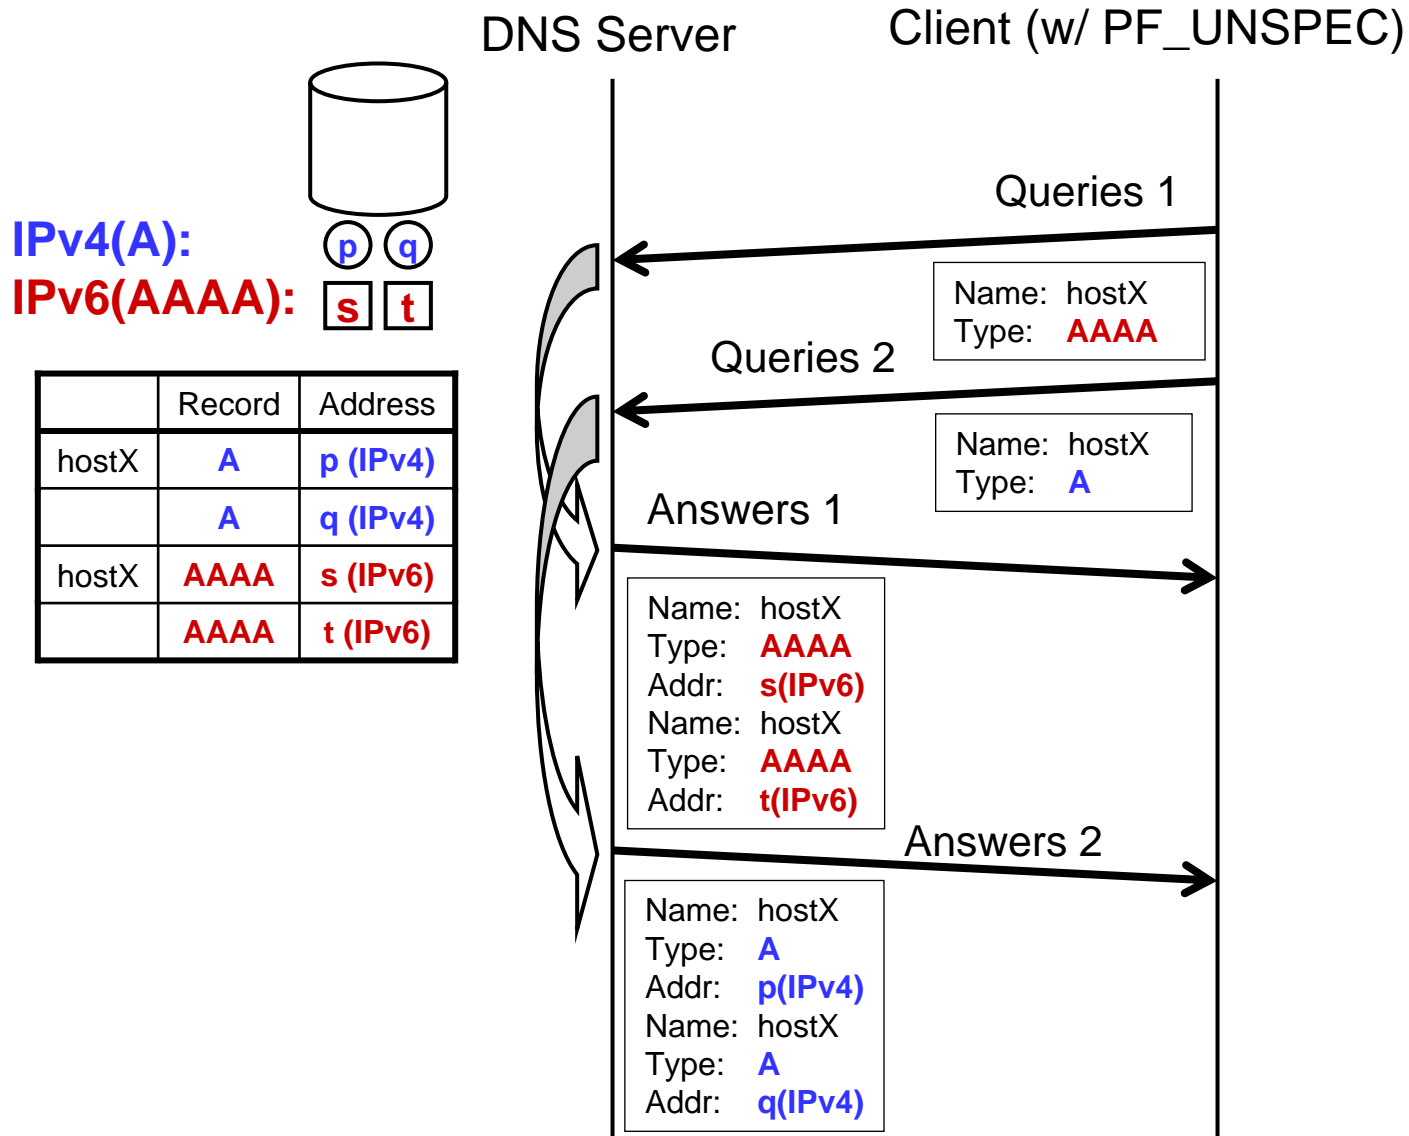 DNS Server
Client (w/ PF_UNSPEC)
IPv4(A): p q
IPv6(AAAA): s t
Record Address
hostX A p (IPv4)
A q (IPv4)
hostX AAAA s (IPv6)
AAAA t (IPv6)
Queries 1
Name: hostX
Type: AAAA
Queries 2
Name: hostX
Type: A
Answers 1
Name: hostX
Type: AAAA
Addr: s(IPv6)
Name: hostX
Type: AAAA
Addr: t(IPv6)
Answers 2
Name: hostX
Type: A
Addr: p(IPv4)
Name: hostX
Type: A
Addr: q(IPv4)